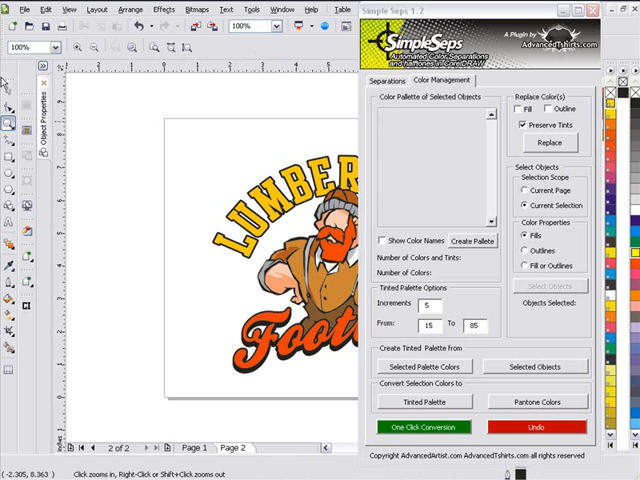 File Edit View Layout Arrange Effects Bitmaps Text Table Tools
Simple Seps 1.2
100%
Snap to
100%
SimpleSeps
Automated Color Separations
and halftones in Corel DRAW
A Plugin by
AdvancedTshirts.com
Separations Color Management
Object Properties
Color Pallete of Selected Objects
Show Color Names
Create Pallete
Number of Colors and Tints:
Number of Colors:
Tinted Palette Options
Increments 5
From: 15 To 85
Replace Color(s)
Fill Outline
Preserve Tints
Replace
Select Objects
Selection Scope
Current Page
Current Selection
Color Properties
Fills
Outlines
Fill or Outlines
Select Objects
Objects Selected:
Create Tinted Palette from
Selected Palette Colors Selected Objects
Convert Selection Colors to
Tinted Palette Pantone Colors
One Click Conversion Undo
Copyright AdvancedArtist.com AdvancedTshirts.com all rights reserved
LUMBER
Foot
2 of 2 Page 1 Page 2
(-2.305, 8.363) Click zooms in, Right-Click or Shift+Click zooms out